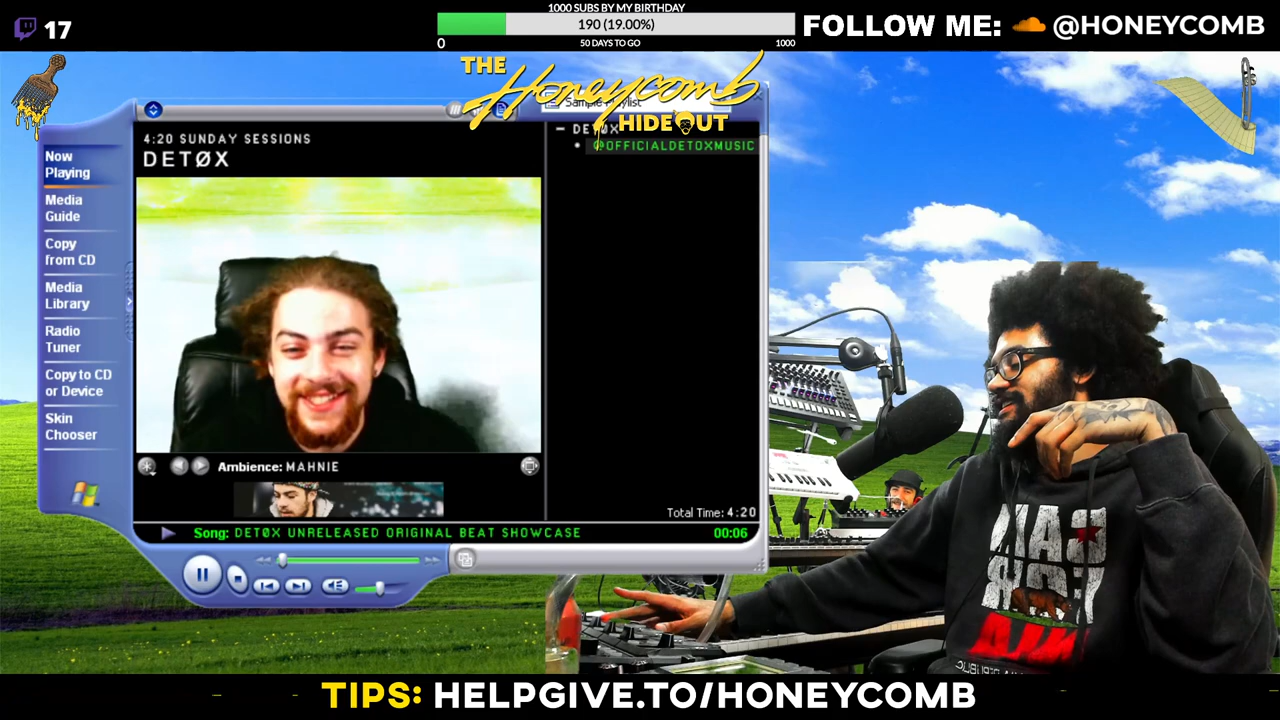 17
1000 SUBS BY MY BIRTHDAY
190 (19.00%)
0
50 DAYS TO GO
1000
FOLLOW ME:
@HONEYCOMB
THE
Honeycomb
HIDEOUT
Sample Playlist
4:20 SUNDAY SESSIONS
DETØX
DETØX
@OFFICIALDETOXMUSIC
Now
Playing
Media
Guide
Copy
from CD
Media
Library
Radio
Tuner
Copy to CD
or Device
Skin
Chooser
Ambience: MAHNIE
Total Time: 4:20
Song: DETØX UNRELEASED ORIGINAL BEAT SHOWCASE
00:06
TIPS: HELPGIVE.TO/HONEYCOMB